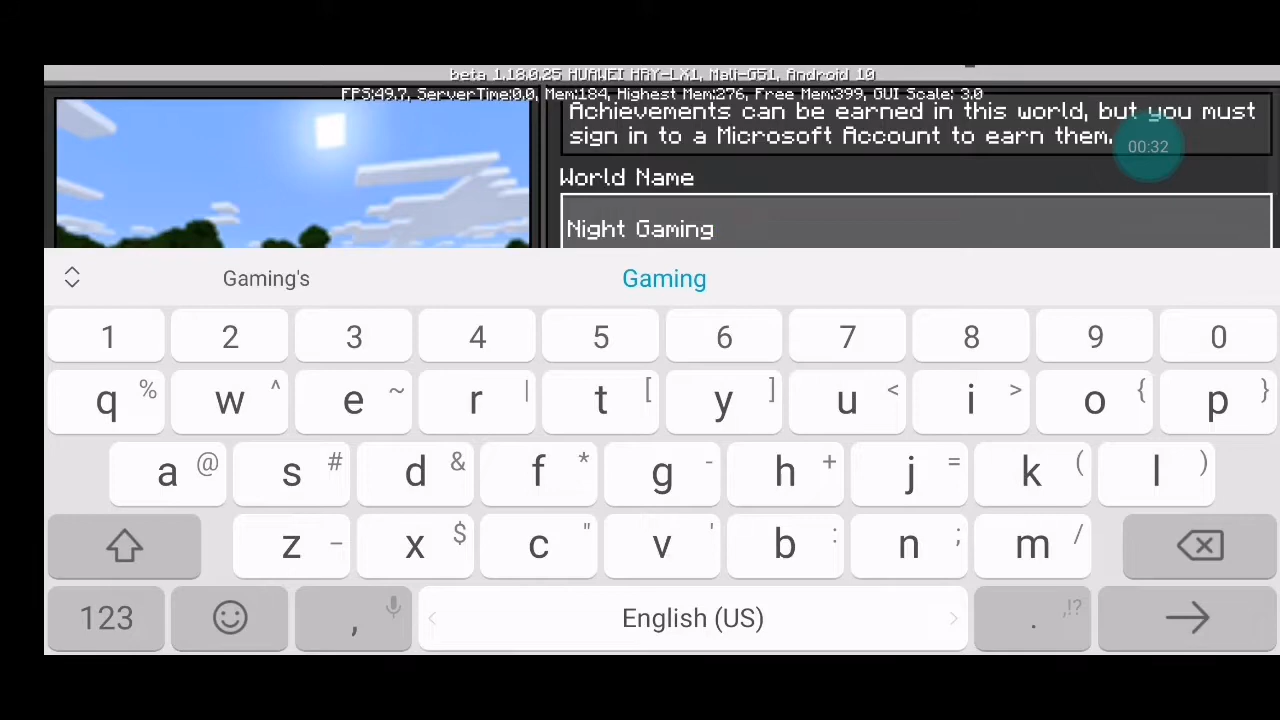 beta 1.18.0.25 HUAWEI HRY-LX1, Mali-G51, Android 10
FPS:49.7, ServerTime:0.0, Mem:184, Highest Mem:276, Free Mem:399, GUI Scale: 3.0
Achievements can be earned in this world, but you must
sign in to a Microsoft Account to earn them.
00:32
World Name
Night Gaming
Gaming's Gaming
1 2 3 4 5 6 7 8 9 0
q % w ^ e ~ r | t [ y ] u < i > o { p }
a @ s # d & f * g - h + j = k ( l )
z _ x $ c " v ' b : n ; m /
123 , English (US) . ,!?